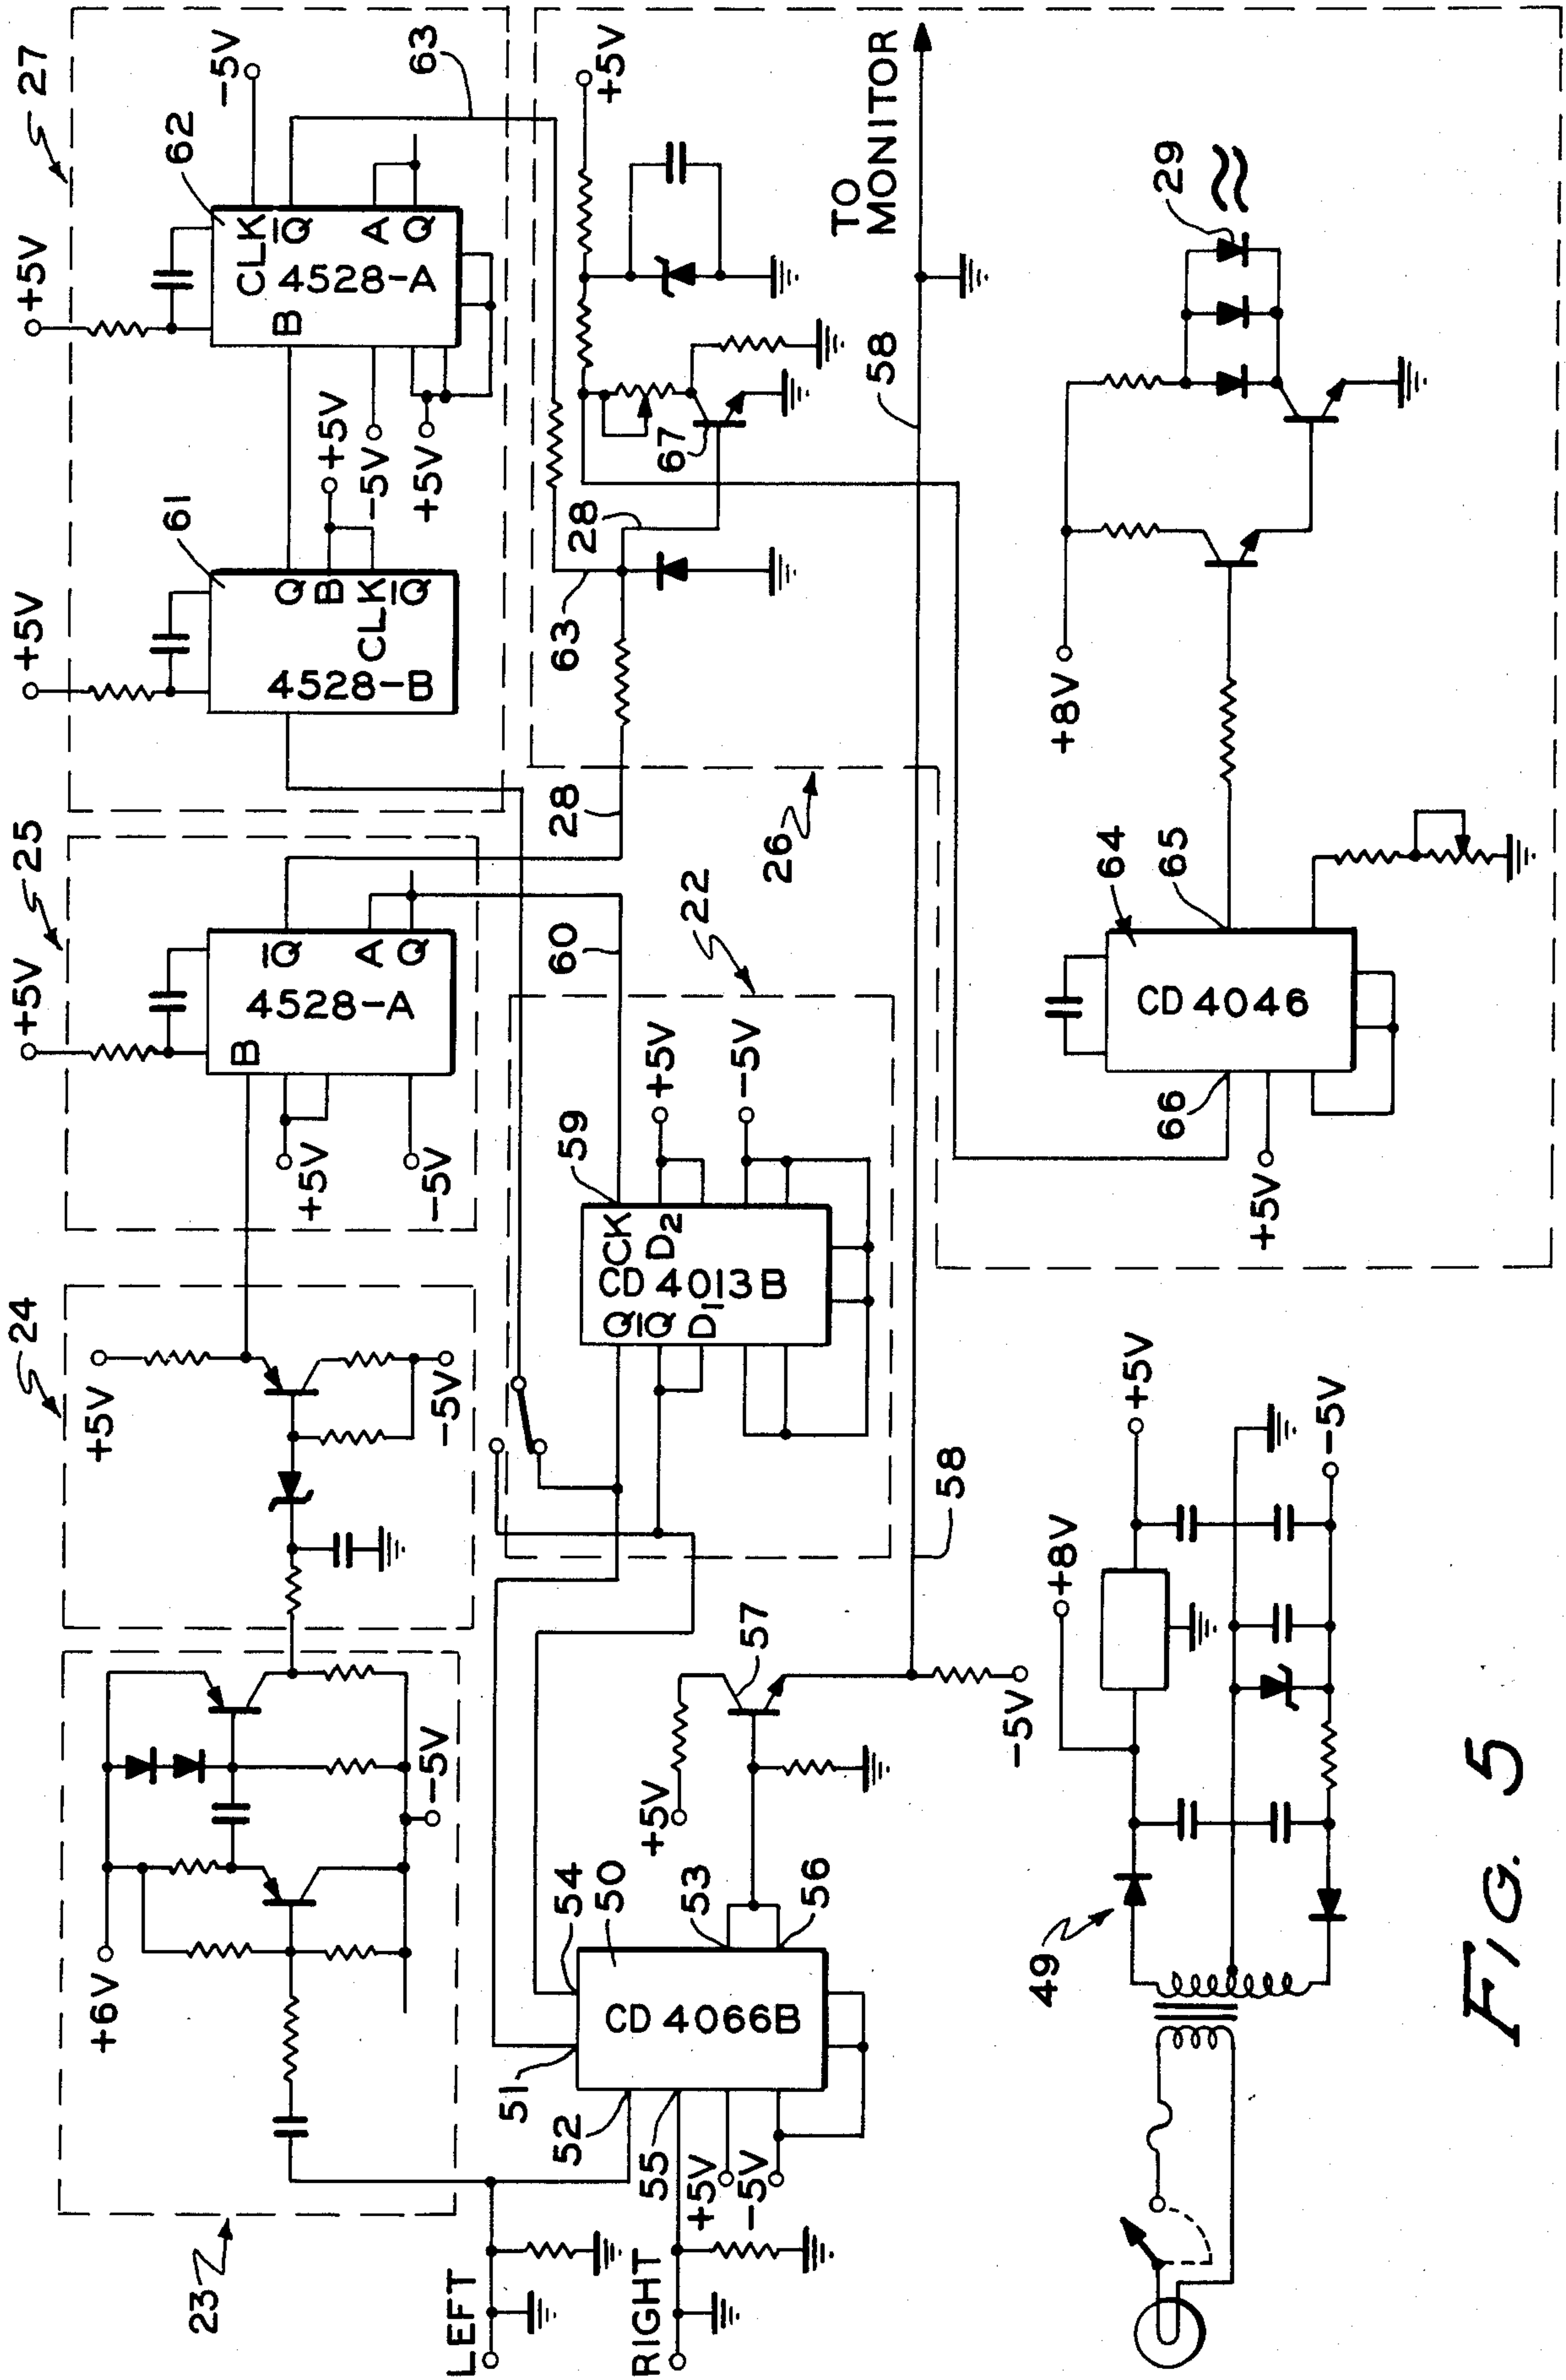 23
+6V
-5V
24
+5V
-5V
25
+5V
B
4528-A
Q
A
Q
+5V
-5V
27
+5V
61
4528-B
Q
B
CLK
Q
+5V
-5V
+5V
+5V
62
CLK
Q
A
Q
B
4528-A
-5V
63
LEFT
RIGHT
51
52
55
+5V
-5V
54
50
53
56
CD 4066B
+5V
57
-5V
58
22
59
60
CK
D2
CD 4013B
Q
Q
D1
+5V
-5V
28
63
28
67
+5V
58
TO
MONITOR
26
64
65
66
CD 4046
+5V
+8V
29
49
+8V
+5V
-5V
FIG. 5